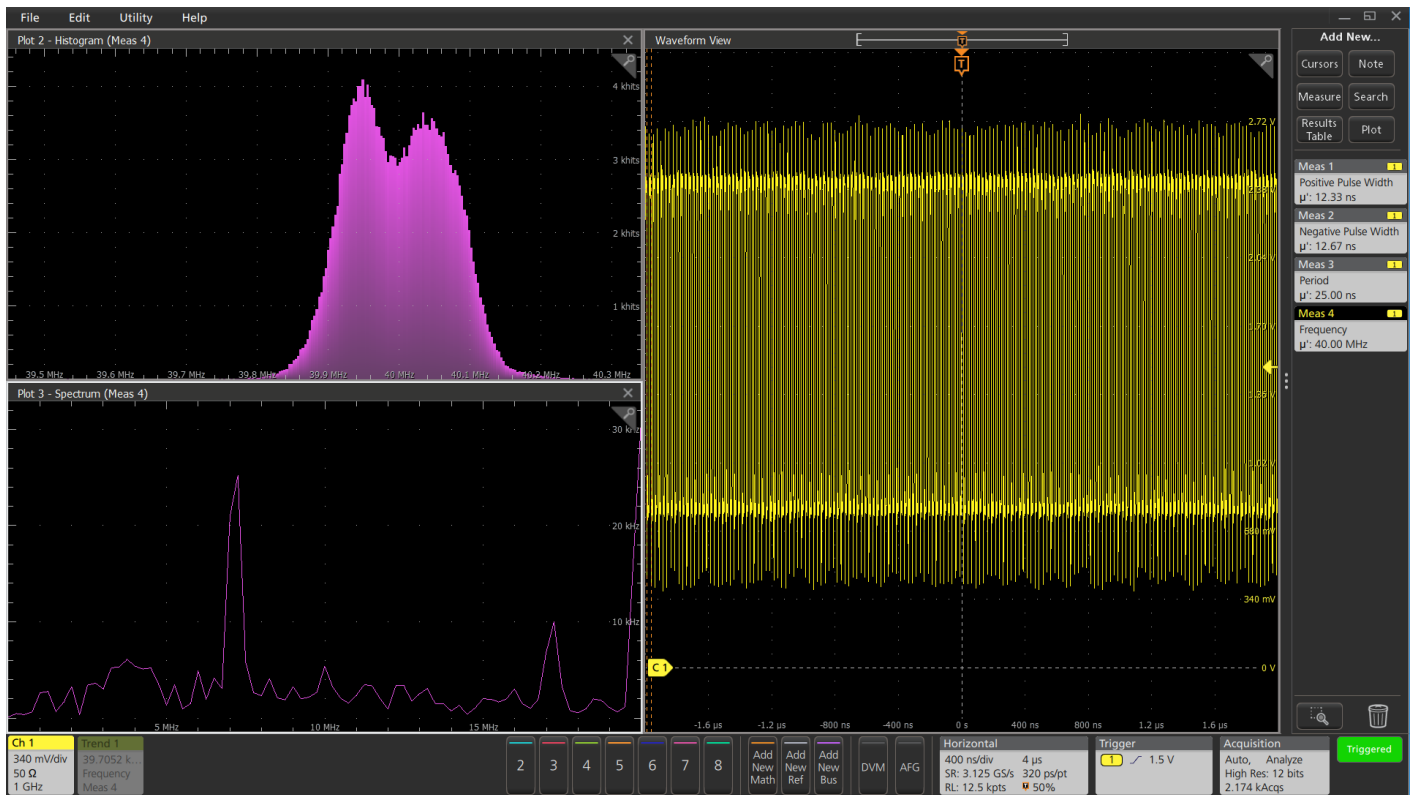 File Edit Utility Help
Plot 2 - Histogram (Meas 4)
4 khits
3 khits
2 khits
1 khits
39.5 MHz 39.6 MHz 39.7 MHz 39.8 MHz 39.9 MHz 40 MHz 40.1 MHz 40.2 MHz 40.3 MHz
Plot 3 - Spectrum (Meas 4)
30 kHz
20 kHz
10 kHz
5 MHz 10 MHz 15 MHz
Waveform View
T
T
2.72 V
2.04 V
340 mV
C 1
0 V
-1.6 µs -1.2 µs -800 ns -400 ns 0 s 400 ns 800 ns 1.2 µs 1.6 µs
Add New...
Cursors Note
Measure Search
Results
Table
Plot
Meas 1 1
Positive Pulse Width
µ': 12.33 ns
Meas 2 1
Negative Pulse Width
µ': 12.67 ns
Meas 3 1
Period
µ': 25.00 ns
Meas 4 1
Frequency
µ': 40.00 MHz
Ch 1
340 mV/div
50 Ω
1 GHz
Trend 1
39.7052 k...
Frequency
Meas 4
2 3 4 5 6 7 8
Add
New
Math
Add
New
Ref
Add
New
Bus
DVM
AFG
Horizontal
400 ns/div 4 µs
SR: 3.125 GS/s 320 ps/pt
RL: 12.5 kpts 50%
Trigger
1 1.5 V
Acquisition
Auto, Analyze
High Res: 12 bits
2.174 kAcqs
Triggered